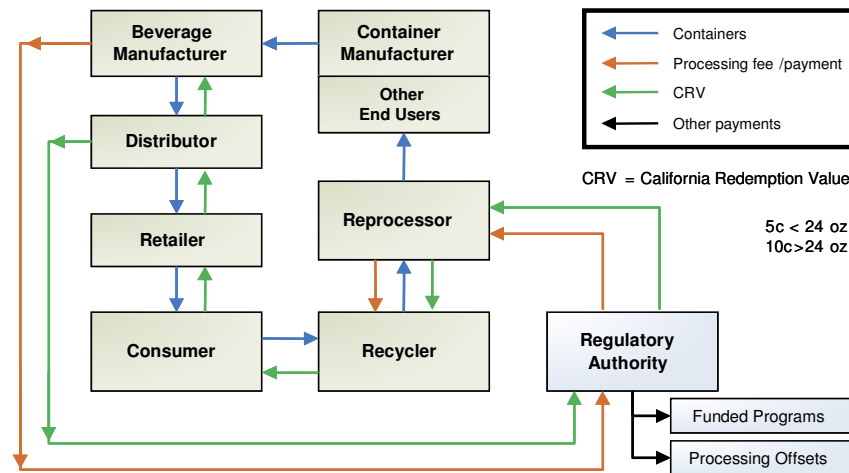 Beverage
Manufacturer
Container
Manufacturer
Other
End Users
Distributor
Retailer
Reprocessor
Consumer
Recycler
Regulatory
Authority
Funded Programs
Processing Offsets
Containers
Processing fee /payment
CRV
Other payments
CRV = California Redemption Value
5c < 24 oz
10c>24 oz